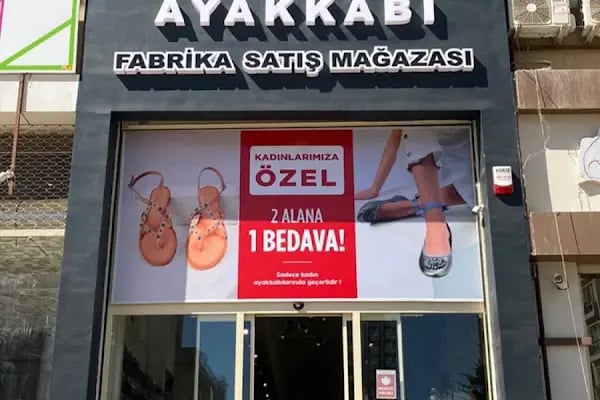 AYAKKABI
FABRİKA SATIŞ MAĞAZASI
KADINLARIMIZA
ÖZEL
2 ALANA
1 BEDAVA!
Sadece kadın
ayakkabılarında geçerlidir !